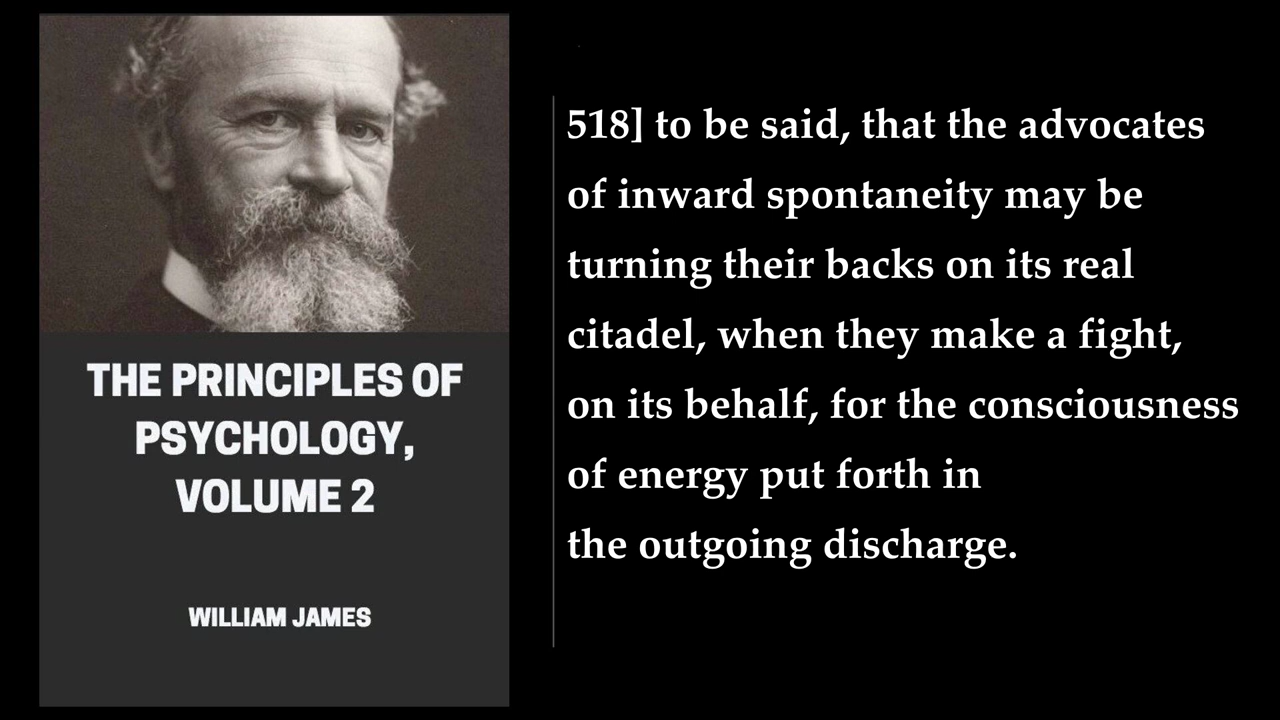 THE PRINCIPLES OF
PSYCHOLOGY,
VOLUME 2
WILLIAM JAMES
518] to be said, that the advocates
of inward spontaneity may be
turning their backs on its real
citadel, when they make a fight,
on its behalf, for the consciousness
of energy put forth in
the outgoing discharge.